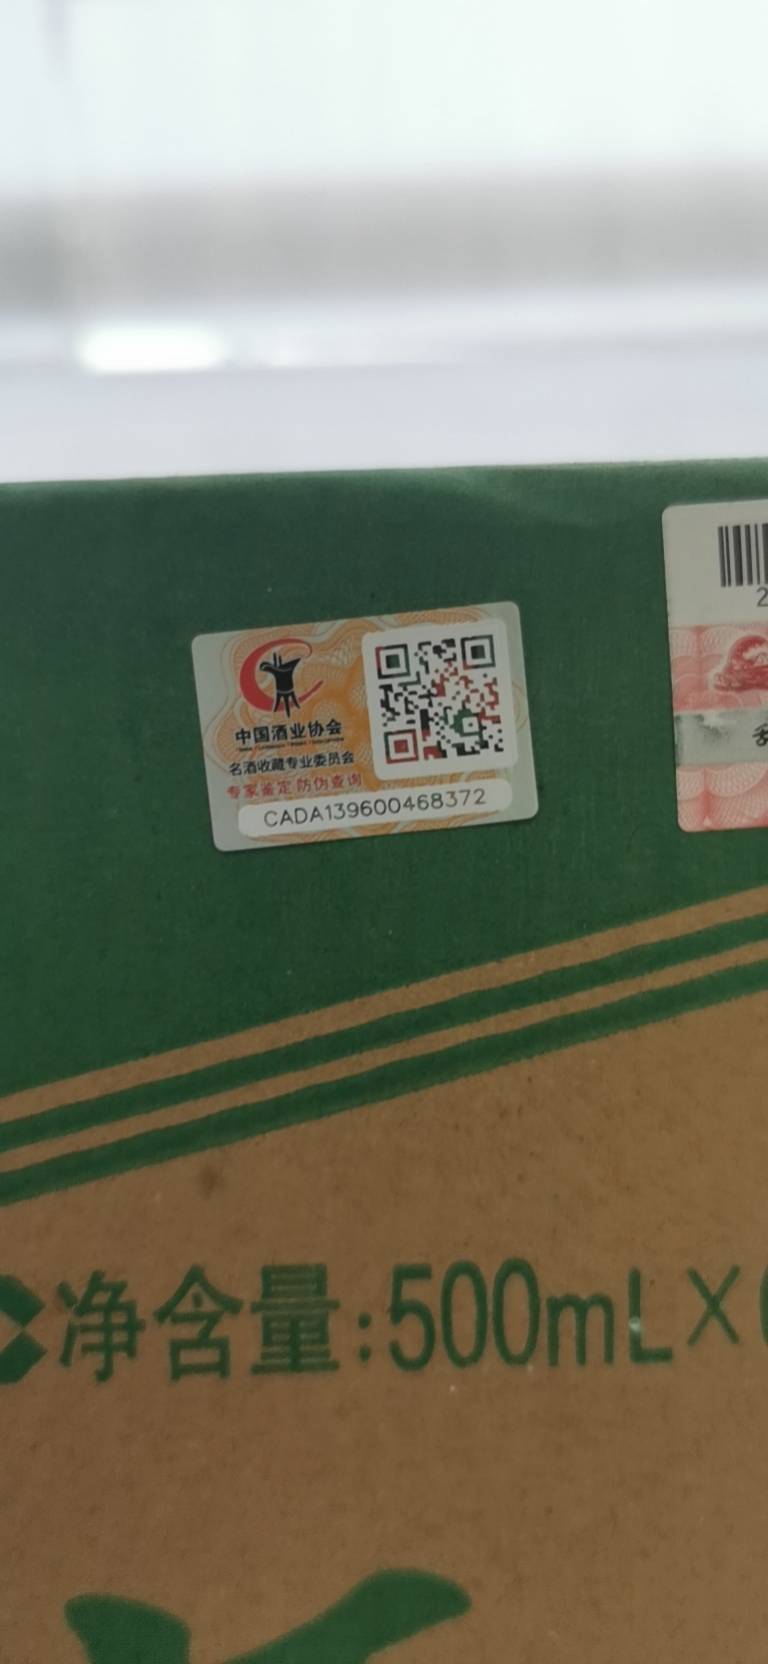 中国酒业协会
名酒收藏专业委员会
专家鉴定 防伪查询
CADA139600468372
2
净含量:500mL×